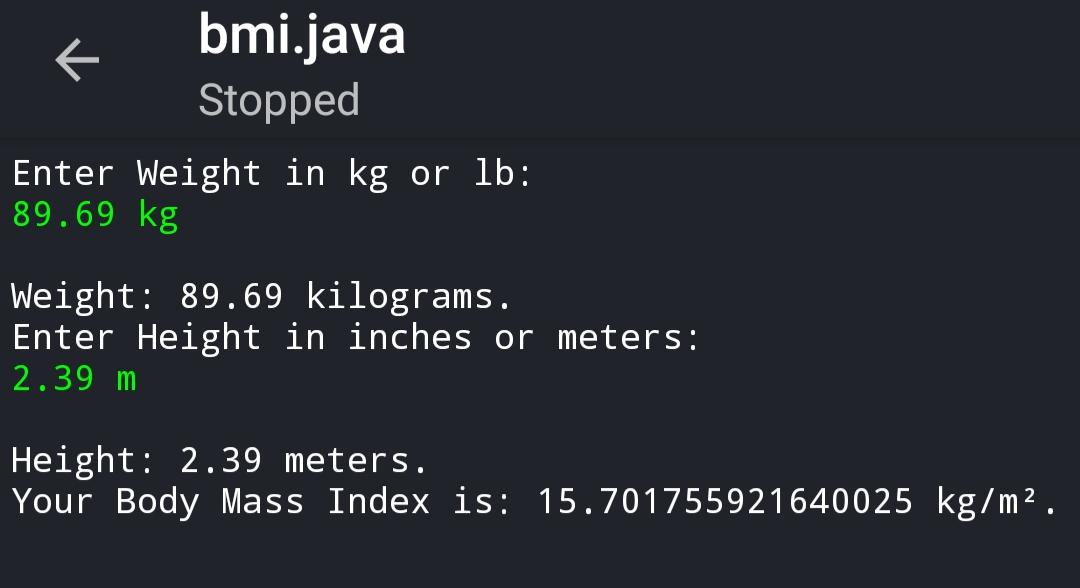 bmi.java
Stopped
Enter Weight in kg or lb:
89.69 kg
Weight: 89.69 kilograms.
Enter Height in inches or meters:
2.39 m
Height: 2.39 meters.
Your Body Mass Index is: 15.701755921640025 kg/m².